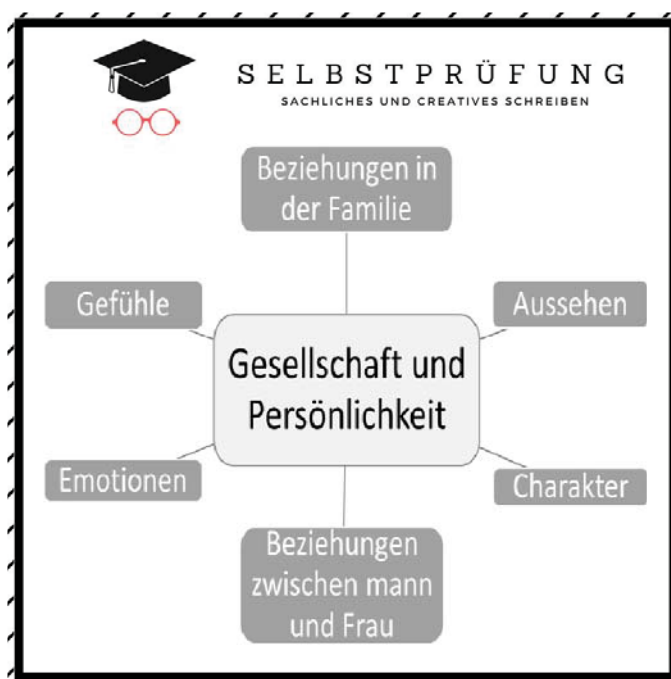 SELBSTPRÜFUNG
SACHLICHES UND CREATIVES SCHREIBEN
Beziehungen in
der Familie
Gefühle
Aussehen
Gesellschaft und
Persönlichkeit
Emotionen
Charakter
Beziehungen
zwischen mann
und Frau